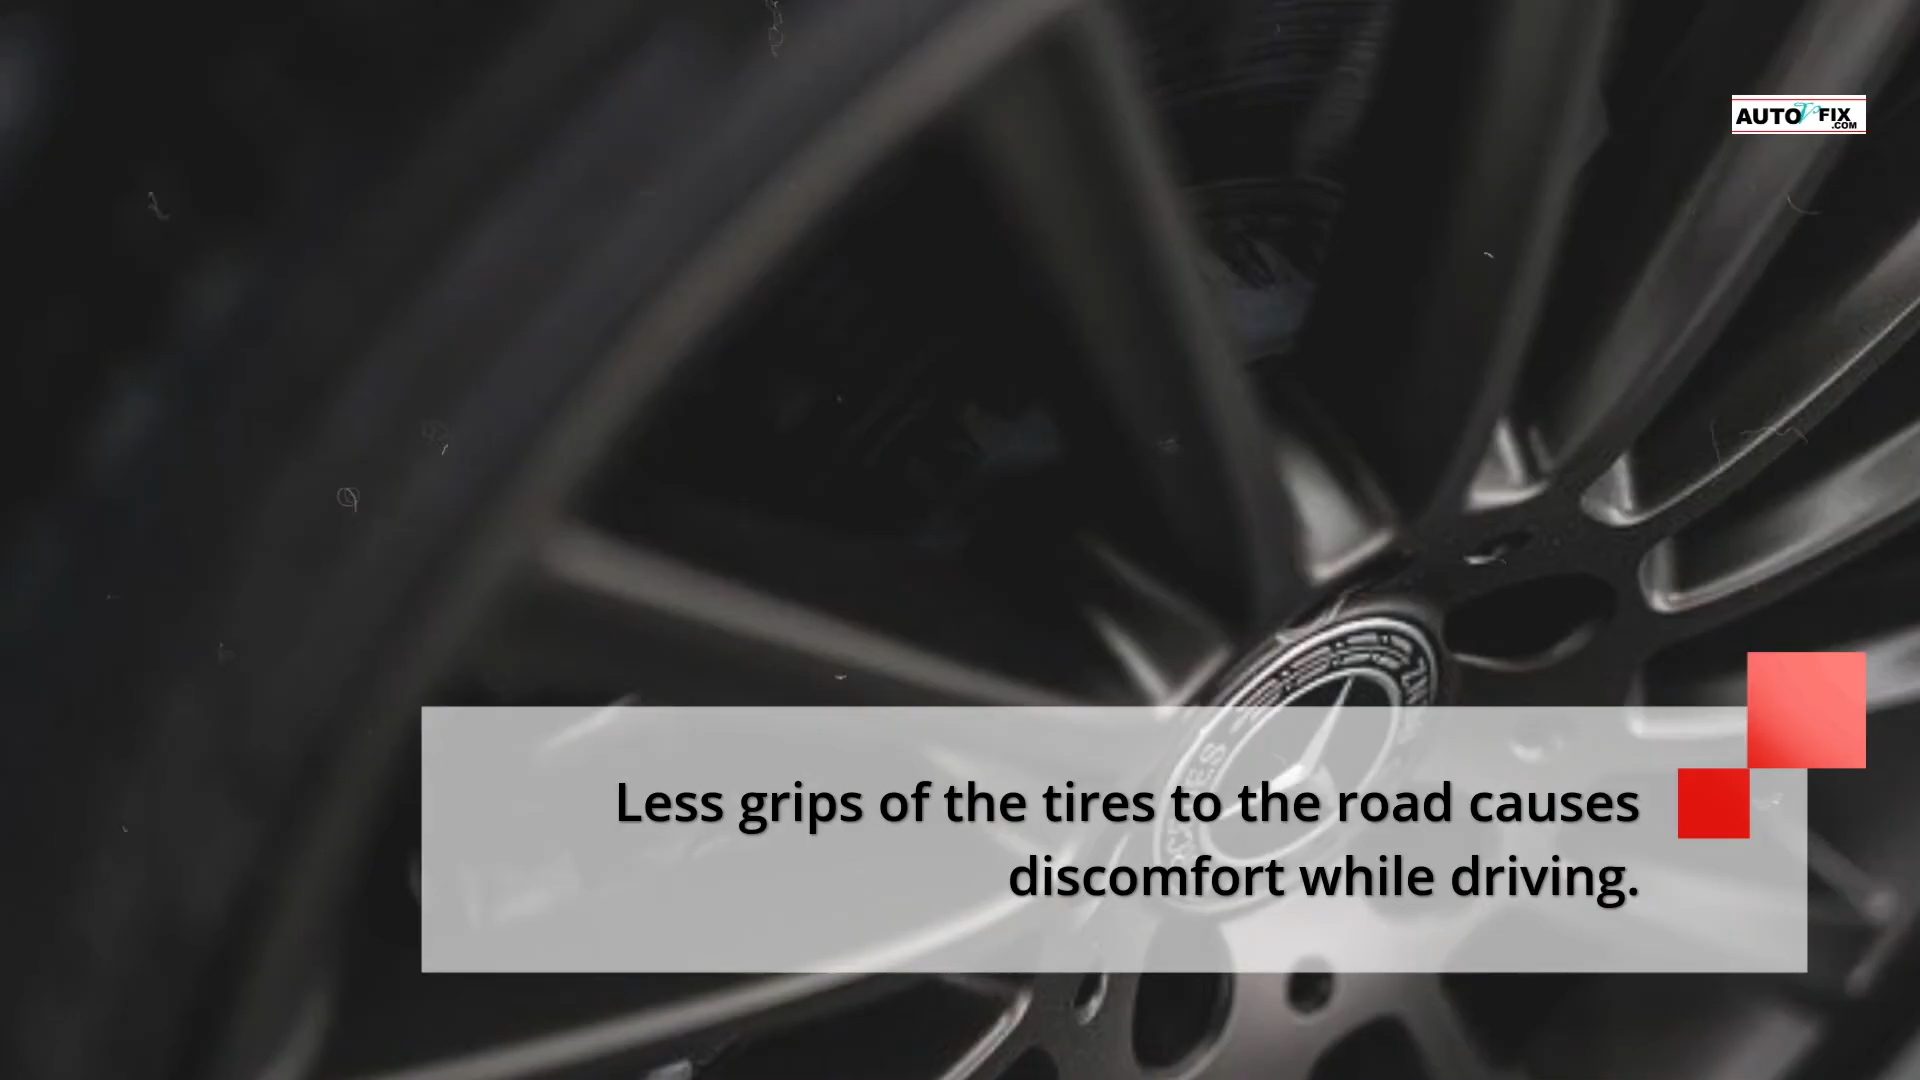 AUTO FIX
.COM
Less grips of the tires to the road causes
discomfort while driving.